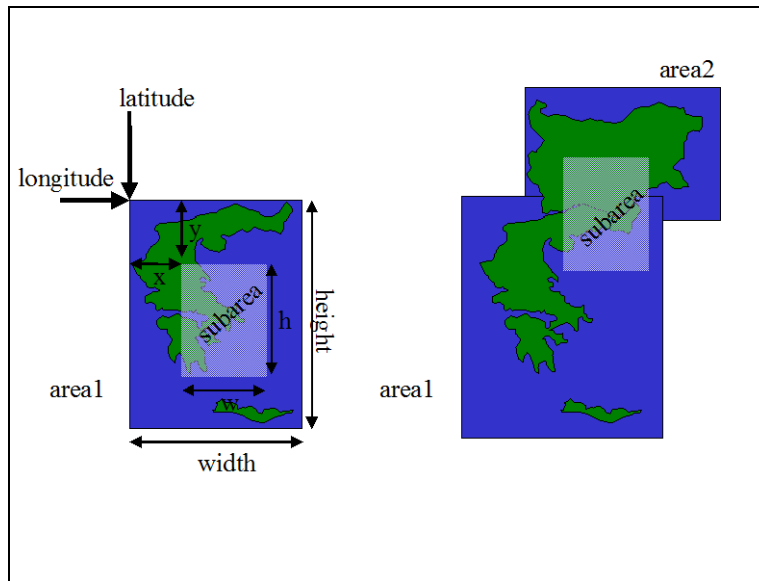 latitude
longitude
y
x
subarea
h
height
w
area1
width
area2
subarea
area1